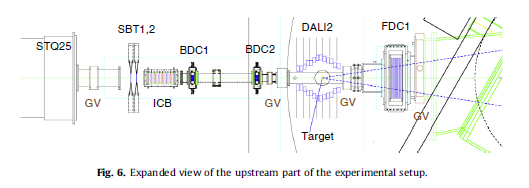 STQ25
SBT1,2
BDC1
BDC2
DALI2
FDC1
GV
ICB
GV
GV
GV
Target
Fig. 6. Expanded view of the upstream part of the experimental setup.